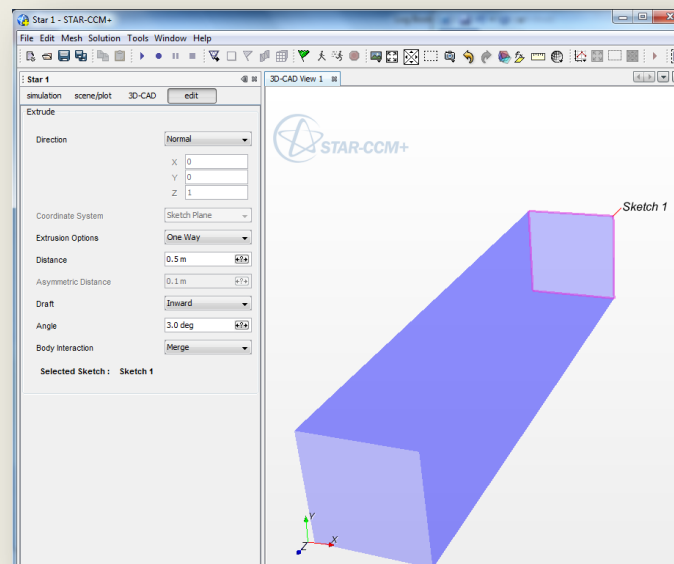 Star 1 - STAR-CCM+
File Edit Mesh Solution Tools Window Help
Star 1
3D-CAD View 1
simulation scene/plot 3D-CAD edit
Extrude
Direction Normal
X 0
Y 0
Z 1
Coordinate System Sketch Plane
Extrusion Options One Way
Distance 0.5 m
Asymmetric Distance 0.1 m
Draft Inward
Angle 3.0 deg
Body Interaction Merge
Selected Sketch : Sketch 1
STAR-CCM+
Sketch 1
Y
Z X